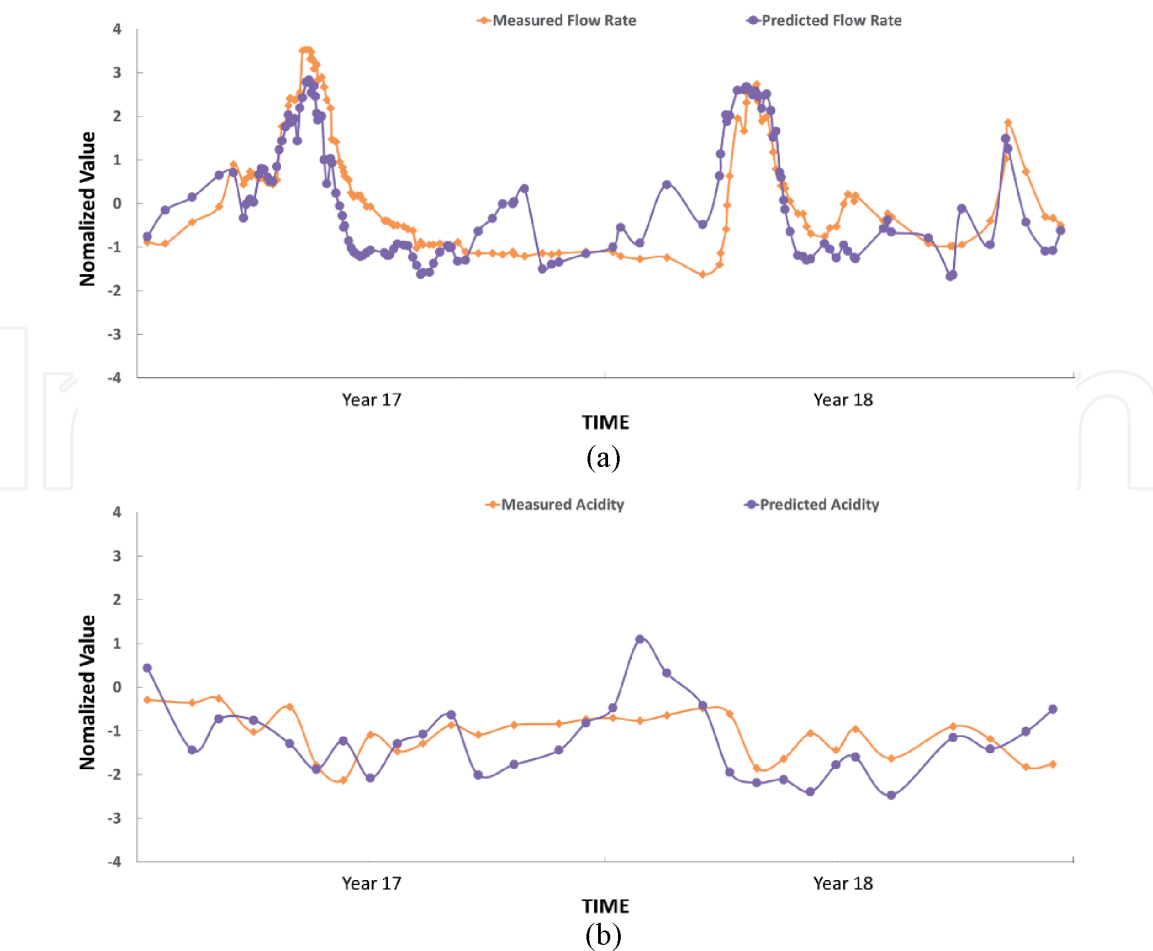 Measured Flow Rate Predicted Flow Rate
4
3
2
1
0
-1
-2
-3
-4
Nomalized Value
Year 17 Year 18
TIME
(a)
Measured Acidity Predicted Acidity
4
3
2
1
0
-1
-2
-3
-4
Nomalized Value
Year 17 Year 18
TIME
(b)